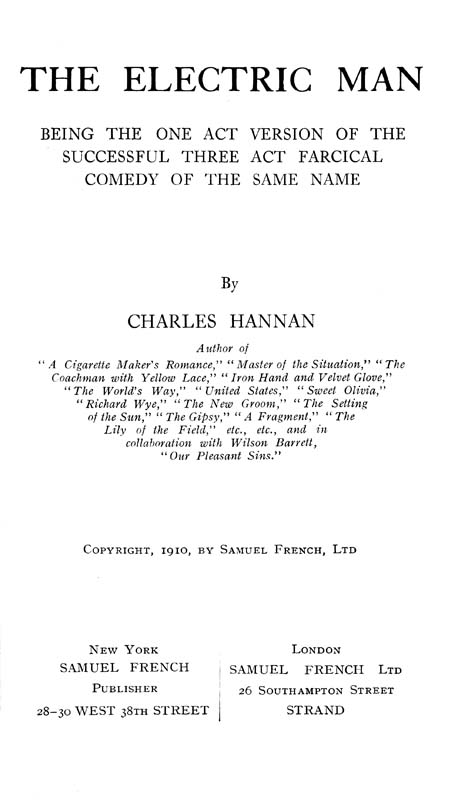 THE ELECTRIC MAN
BEING THE ONE ACT VERSION OF THE
SUCCESSFUL THREE ACT FARCICAL
COMEDY OF THE SAME NAME
By
CHARLES HANNAN
Author of
" A Cigarette Maker's Romance," " Master of the Situation," " The
Coachman with Yellow Lace," " Iron Hand and Velvet Glove,"
" The World's Way," " United States," " Sweet Olivia,"
" Richard Wye," " The New Groom," " The Setting
of the Sun," " The Gipsy," " A Fragment," " The
Lily of the Field," etc., etc., and in
collaboration with Wilson Barrett,
" Our Pleasant Sins."
COPYRIGHT, 1910, BY SAMUEL FRENCH, LTD
NEW YORK
SAMUEL FRENCH
PUBLISHER
28–30 WEST 38TH STREET
LONDON
SAMUEL FRENCH LTD
26 SOUTHAMPTON STREET
STRAND